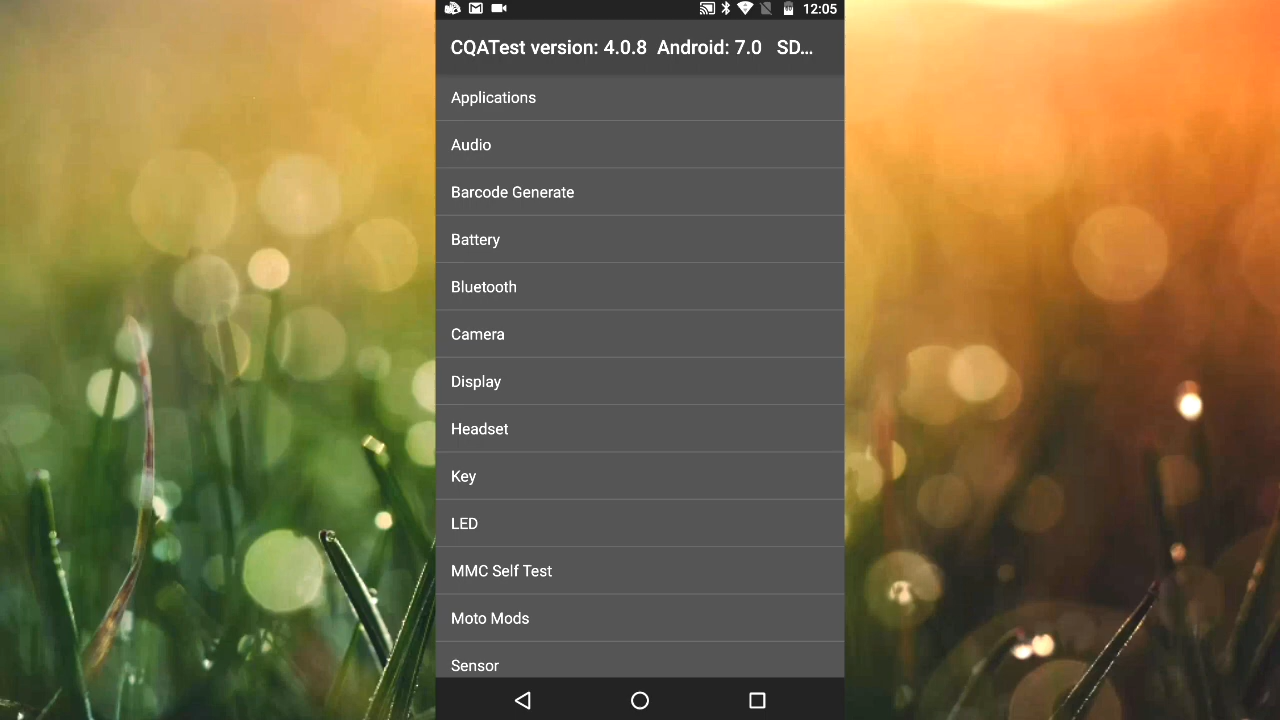 12:05
CQATest version: 4.0.8 Android: 7.0 SD...
Applications
Audio
Barcode Generate
Battery
Bluetooth
Camera
Display
Headset
Key
LED
MMC Self Test
Moto Mods
Sensor